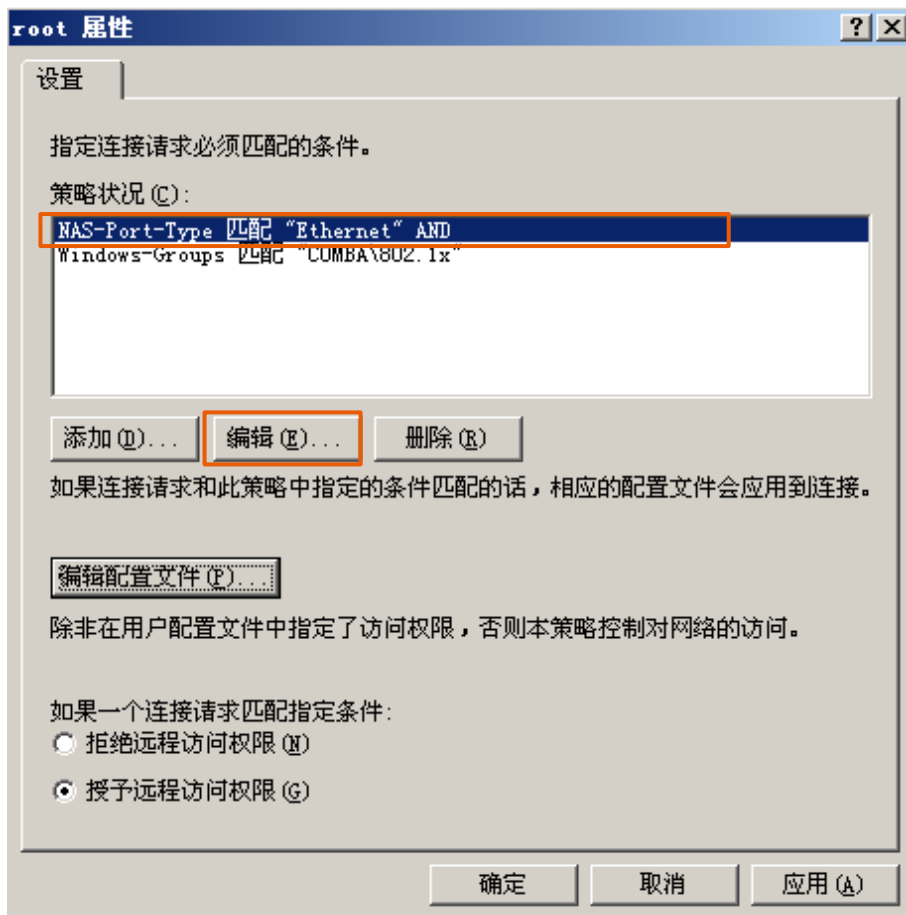 root 属性
设置
指定连接请求必须匹配的条件。
策略状况(C):
NAS-Port-Type 匹配 "Ethernet" AND
Windows-Groups 匹配 "COMBA\802.1x"
添加(D)... 编辑(E)... 删除(R)
如果连接请求和此策略中指定的条件匹配的话，相应的配置文件会应用到连接。
编辑配置文件(P)...
除非在用户配置文件中指定了访问权限，否则本策略控制对网络的访问。
如果一个连接请求匹配指定条件:
拒绝远程访问权限(N)
授予远程访问权限(G)
确定 取消 应用(A)